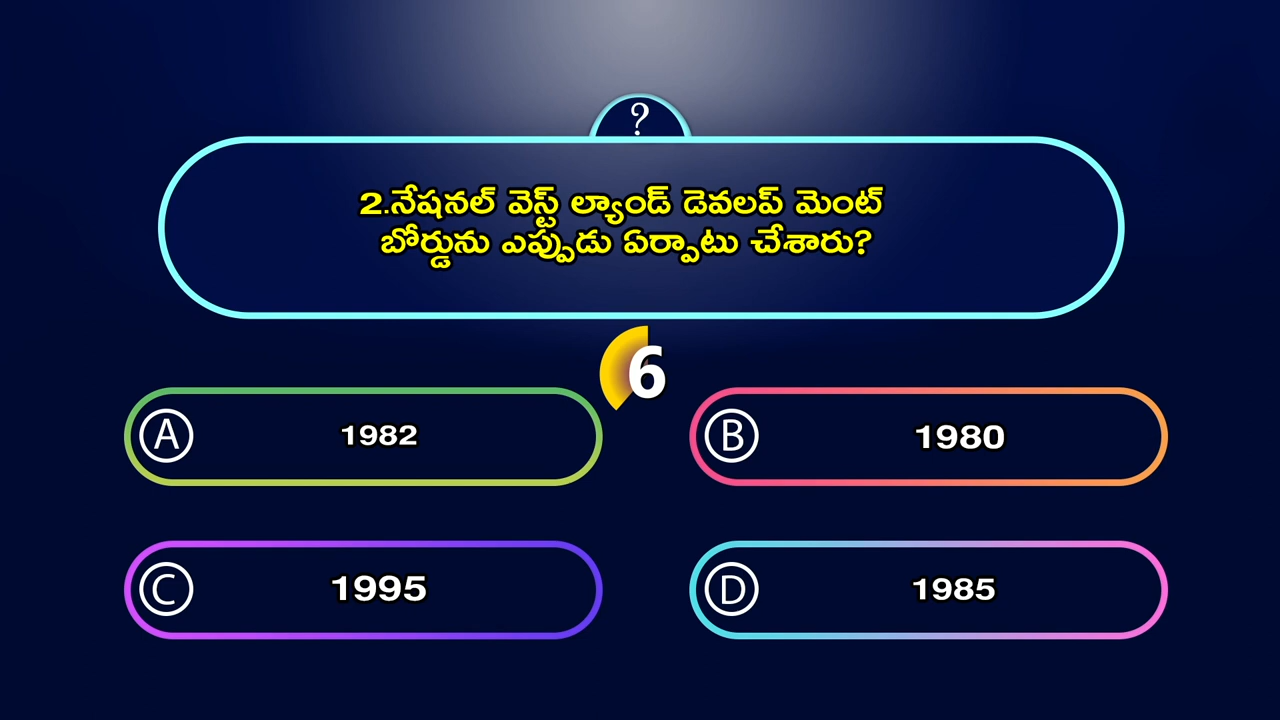 ?
2.నేషనల్ వెస్ట్ ల్యాండ్ డెవలప్ మెంట్
బోర్డును ఎప్పుడు ఏర్పాటు చేశారు?
6
A 1982
B 1980
C 1995
D 1985